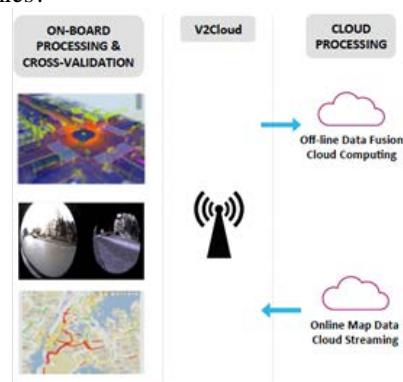 ON-BOARD
PROCESSING &
CROSS-VALIDATION
V2Cloud
CLOUD
PROCESSING
Off-line Data Fusion
Cloud Computing
Online Map Data
Cloud Streaming